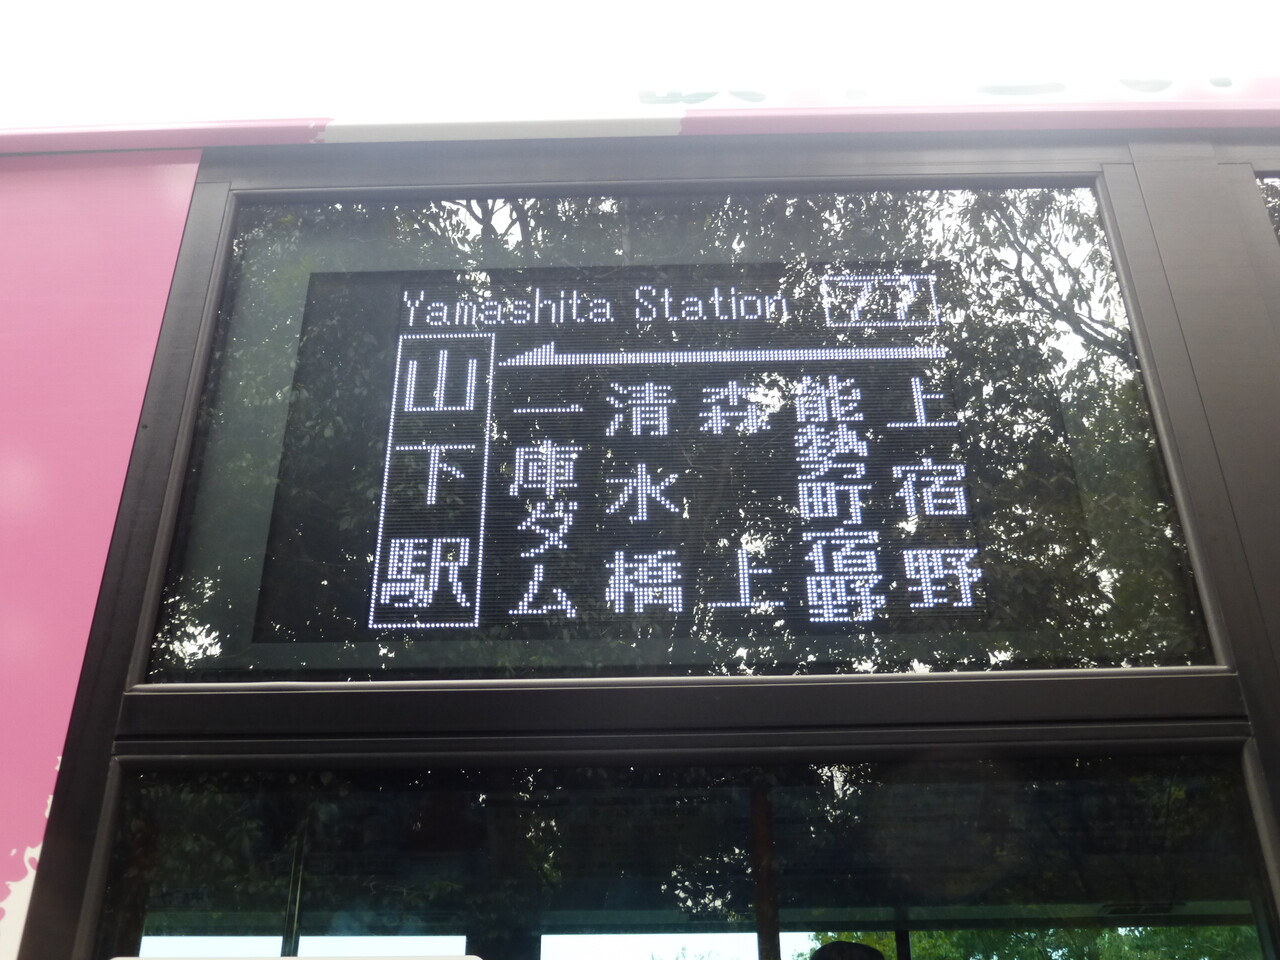 Yamashita Station 77
上宿野
能勢町宿野
森上
清水橋
一庫ダム
山下駅